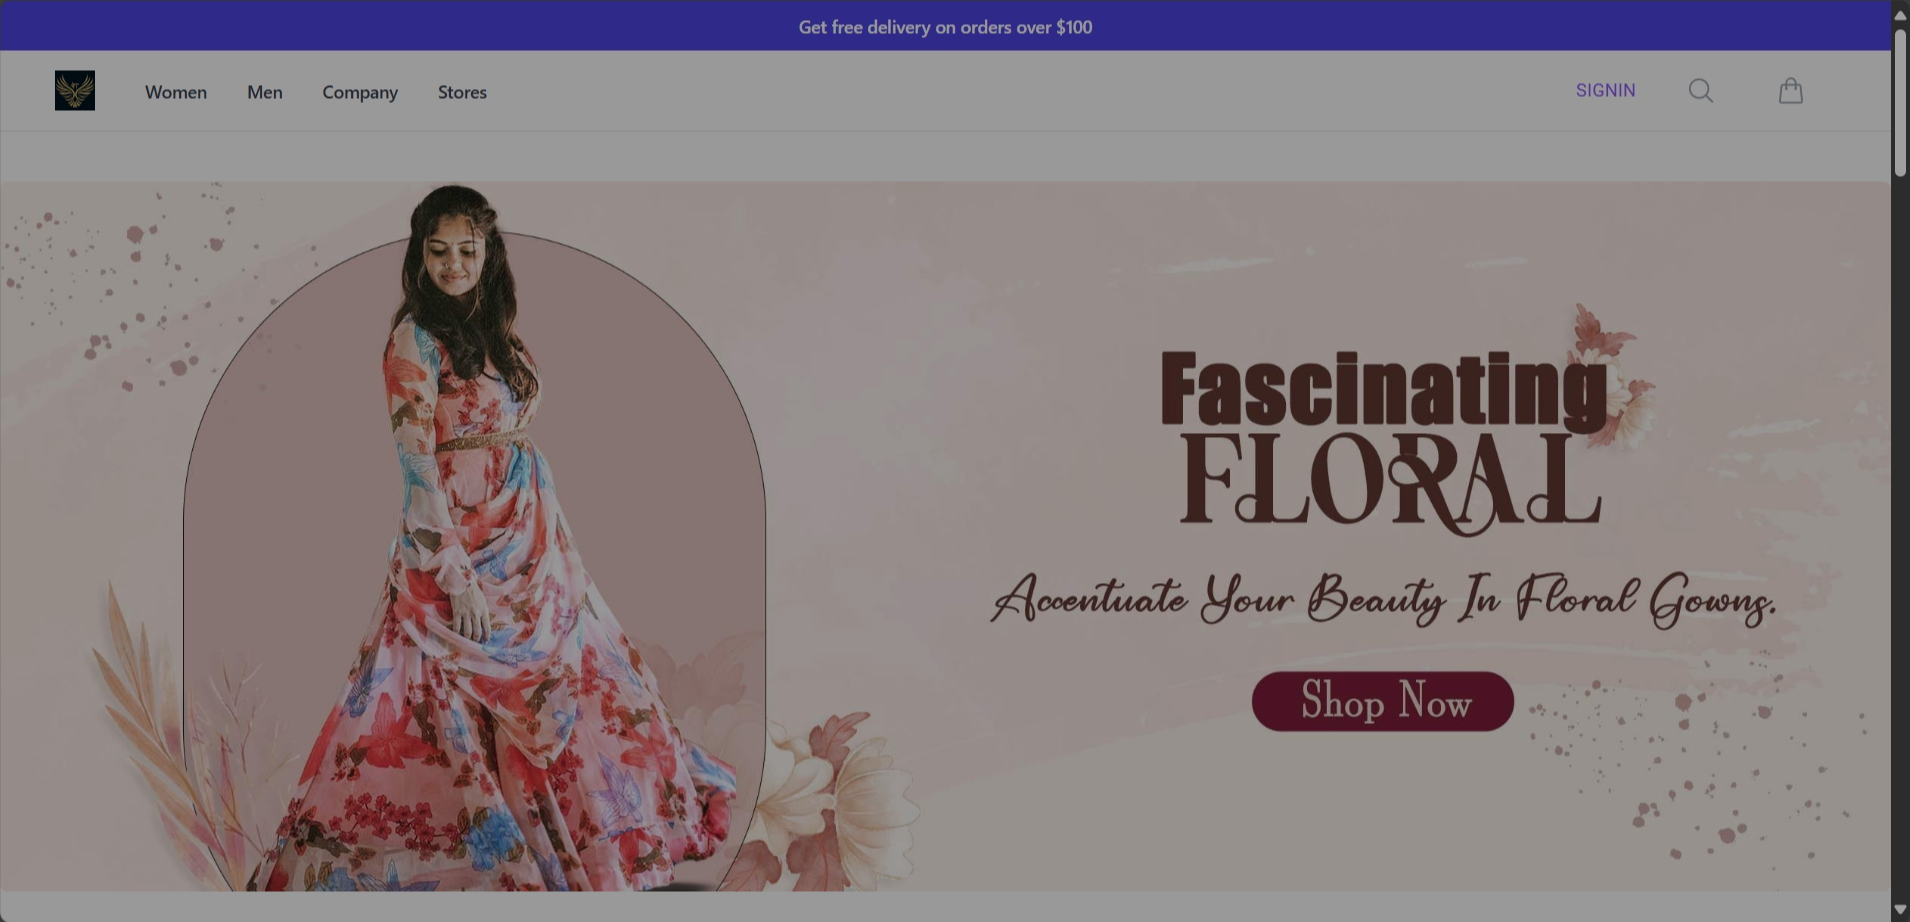 Get free delivery on orders over $100
Women Men Company Stores SIGNIN
Fascinating
FLORAL
Accentuate Your Beauty In Floral Gowns.
Shop Now